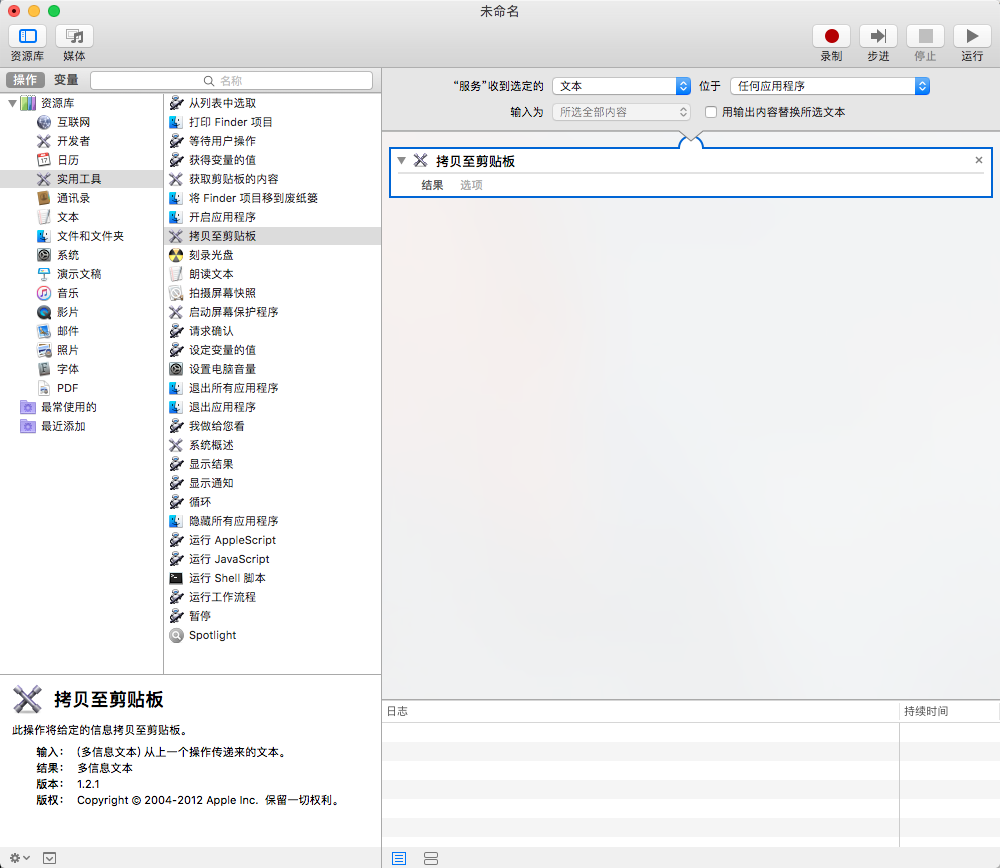 未命名
资源库 媒体 录制 步进 停止 运行
操作 变量 名称
资源库
互联网
开发者
17
日历
实用工具
通讯录
文本
文件和文件夹
系统
演示文稿
音乐
影片
邮件
照片
字体
PDF
最常使用的
最近添加
从列表中选取
打印 Finder 项目
等待用户操作
获得变量的值
获取剪贴板的内容
将 Finder 项目移到废纸篓
开启应用程序
拷贝至剪贴板
刻录光盘
朗读文本
拍摄屏幕快照
启动屏幕保护程序
请求确认
设定变量的值
设置电脑音量
退出所有应用程序
退出应用程序
我做给您看
系统概述
显示结果
显示通知
循环
隐藏所有应用程序
运行 AppleScript
运行 JavaScript
运行 Shell 脚本
运行工作流程
暂停
Spotlight
“服务”收到选定的 文本 位于 任何应用程序
输入为 所选全部内容 用输出内容替换所选文本
拷贝至剪贴板
结果 选项
拷贝至剪贴板
此操作将给定的信息拷贝至剪贴板。
输入： (多信息文本) 从上一个操作传递来的文本。
结果： 多信息文本
版本： 1.2.1
版权： Copyright © 2004-2012 Apple Inc. 保留一切权利。
日志 持续时间